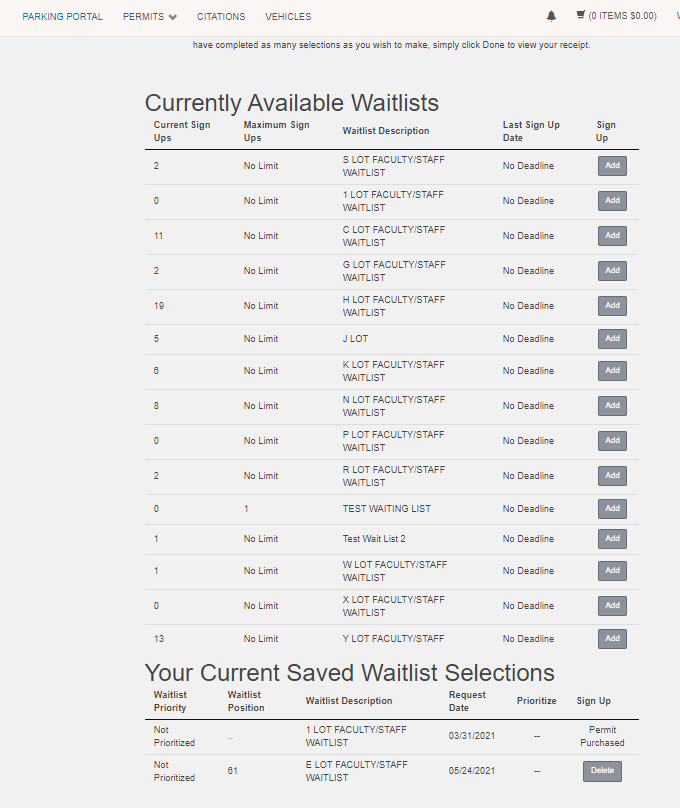 PARKING PORTAL PERMITS CITATIONS VEHICLES (0 ITEMS $0.00)
have completed as many selections as you wish to make, simply click Done to view your receipt.
Currently Available Waitlists
Current Sign Ups Maximum Sign Ups Waitlist Description Last Sign Up Date Sign Up
2 No Limit S LOT FACULTY/STAFF WAITLIST No Deadline Add
0 No Limit 1 LOT FACULTY/STAFF WAITLIST No Deadline Add
11 No Limit C LOT FACULTY/STAFF WAITLIST No Deadline Add
2 No Limit G LOT FACULTY/STAFF WAITLIST No Deadline Add
19 No Limit H LOT FACULTY/STAFF WAITLIST No Deadline Add
5 No Limit J LOT No Deadline Add
6 No Limit K LOT FACULTY/STAFF WAITLIST No Deadline Add
8 No Limit N LOT FACULTY/STAFF WAITLIST No Deadline Add
0 No Limit P LOT FACULTY/STAFF WAITLIST No Deadline Add
2 No Limit R LOT FACULTY/STAFF WAITLIST No Deadline Add
0 1 TEST WAITING LIST No Deadline Add
1 No Limit Test Wait List 2 No Deadline Add
1 No Limit W LOT FACULTY/STAFF WAITLIST No Deadline Add
0 No Limit X LOT FACULTY/STAFF WAITLIST No Deadline Add
13 No Limit Y LOT FACULTY/STAFF No Deadline Add
Your Current Saved Waitlist Selections
Waitlist Priority Waitlist Position Waitlist Description Request Date Prioritize Sign Up
Not Prioritized .. 1 LOT FACULTY/STAFF WAITLIST 03/31/2021 -- Permit Purchased
Not Prioritized 61 E LOT FACULTY/STAFF WAITLIST 05/24/2021 -- Delete